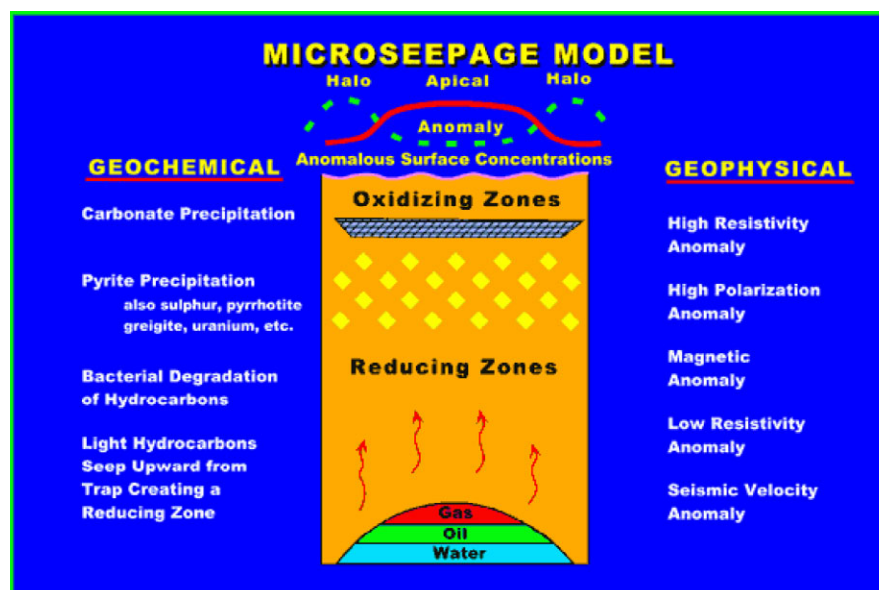 MICROSEEPAGE MODEL
Halo Apical Halo
Anomaly
Anomalous Surface Concentrations
GEOCHEMICAL
Carbonate Precipitation
Pyrite Precipitation
also sulphur, pyrrhotite
greigite, uranium, etc.
Bacterial Degradation
of Hydrocarbons
Light Hydrocarbons
Seep Upward from
Trap Creating a
Reducing Zone
Oxidizing Zones
Reducing Zones
Gas
Oil
Water
GEOPHYSICAL
High Resistivity
Anomaly
High Polarization
Anomaly
Magnetic
Anomaly
Low Resistivity
Anomaly
Seismic Velocity
Anomaly